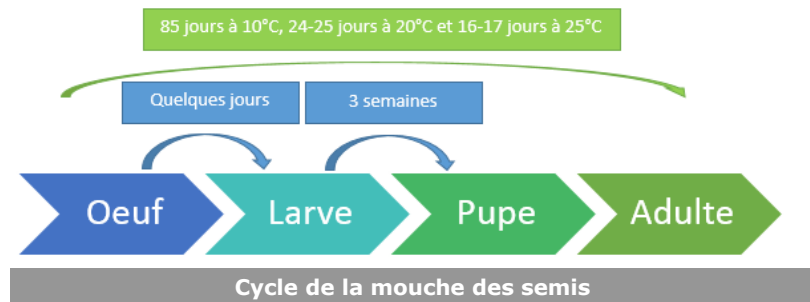 85 jours à 10°C, 24-25 jours à 20°C et 16-17 jours à 25°C
Quelques jours
3 semaines
Oeuf
Larve
Pupe
Adulte
Cycle de la mouche des semis